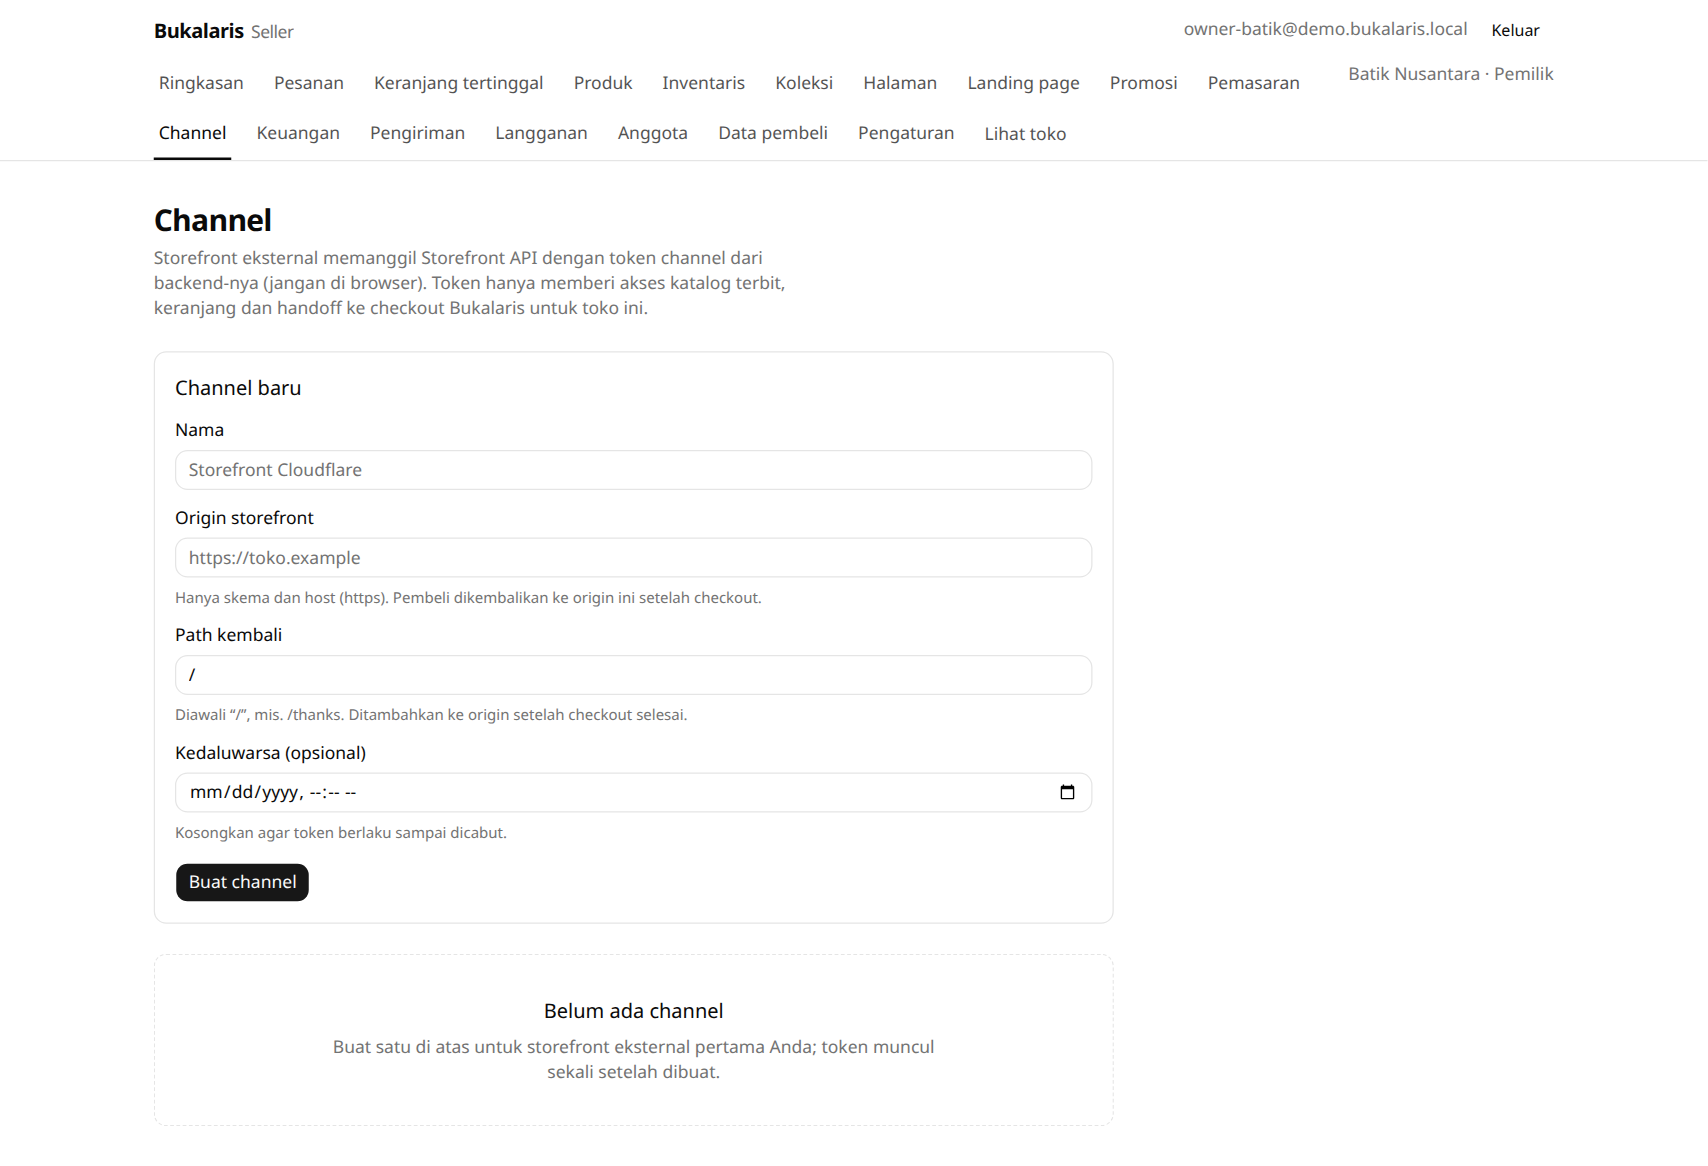 Bukalaris Seller
owner-batik@demo.bukalaris.local
Keluar
Ringkasan Pesanan Keranjang tertinggal Produk Inventaris Koleksi Halaman Landing page Promosi Pemasaran
Batik Nusantara · Pemilik
Channel Keuangan Pengiriman Langganan Anggota Data pembeli Pengaturan Lihat toko
Channel
Storefront eksternal memanggil Storefront API dengan token channel dari
backend-nya (jangan di browser). Token hanya memberi akses katalog terbit,
keranjang dan handoff ke checkout Bukalaris untuk toko ini.
Channel baru
Nama
Storefront Cloudflare
Origin storefront
https://toko.example
Hanya skema dan host (https). Pembeli dikembalikan ke origin ini setelah checkout.
Path kembali
/
Diawali “/”, mis. /thanks. Ditambahkan ke origin setelah checkout selesai.
Kedaluwarsa (opsional)
mm/dd/yyyy, --:-- --
Kosongkan agar token berlaku sampai dicabut.
Buat channel
Belum ada channel
Buat satu di atas untuk storefront eksternal pertama Anda; token muncul
sekali setelah dibuat.